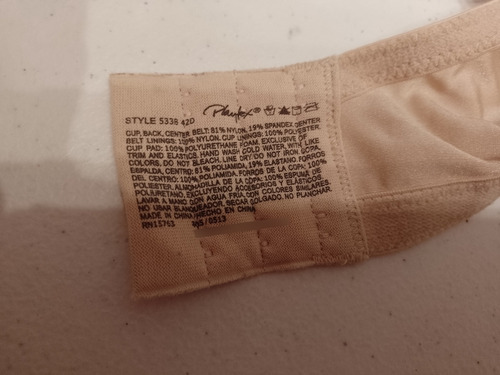 STYLE 5338 42D Playtex®
CUP, BACK, CENTER, BELT: 81% NYLON, 19% SPANDEX. CENTER
BELT LININGS: 100% NYLON. CUP LININGS: 100% POLYESTER.
CUP PAD: 100% POLYURETHANE FOAM. EXCLUSIVE OF
TRIM AND ELASTICS. HAND WASH COLD WATER, WITH LIKE
COLORS. DO NOT BLEACH. LINE DRY/DO NOT IRON. COPA,
ESPALDA, CENTRO: 81% POLIAMIDA, 19% ELASTANO. FORROS
DEL CENTRO: 100% POLIAMIDA. FORROS DE LA COPA: 100%
POLIESTER. ALMOHADILLA DE LA COPA: 100% ESPUMA DE
POLIURETANO. EXCLUYENDO ACCESORIOS Y ELASTICOS.
LAVAR A MANO CON AGUA FRIA CON COLORES SIMILARES.
NO USAR BLANQUEADOR. SECAR COLGADO. NO PLANCHAR.
MADE IN CHINA/HECHO EN CHINA
RN15763 /0513